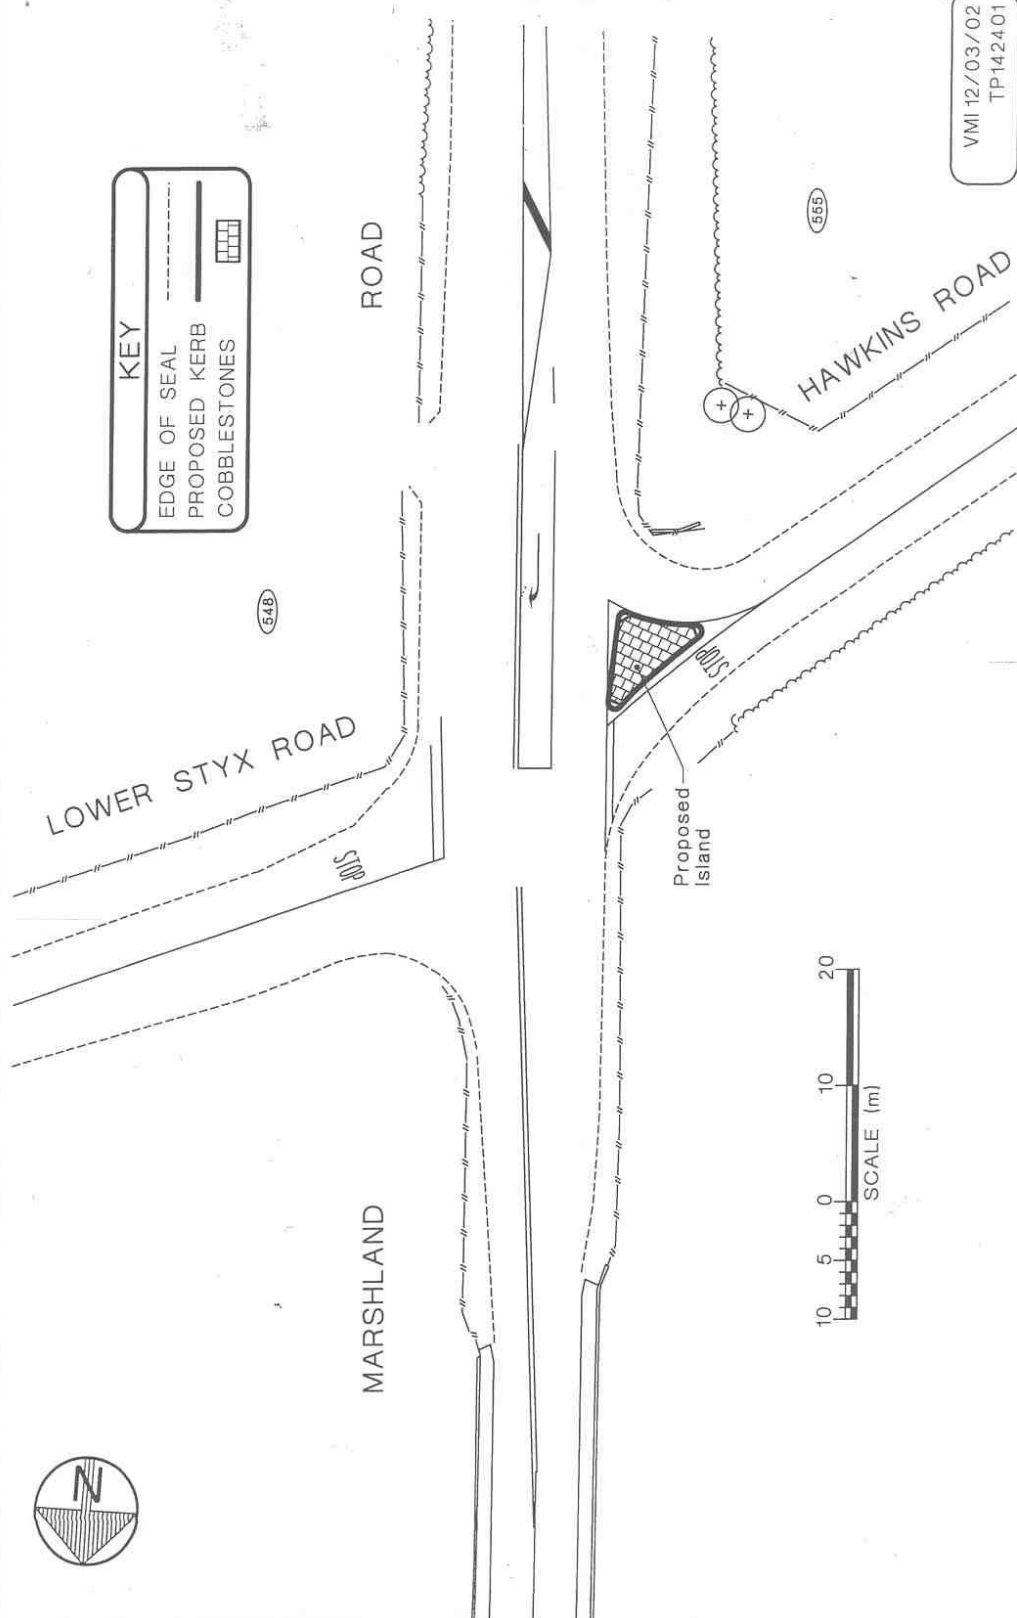 KEY
EDGE OF SEAL
PROPOSED KERB
COBBLESTONES
VMI 12/03/02
TP142401
ROAD
555
548
HAWKINS ROAD
LOWER STYX ROAD
STOP
STOP
Proposed
Island
MARSHLAND
N
10 5 0 10 20
SCALE (m)